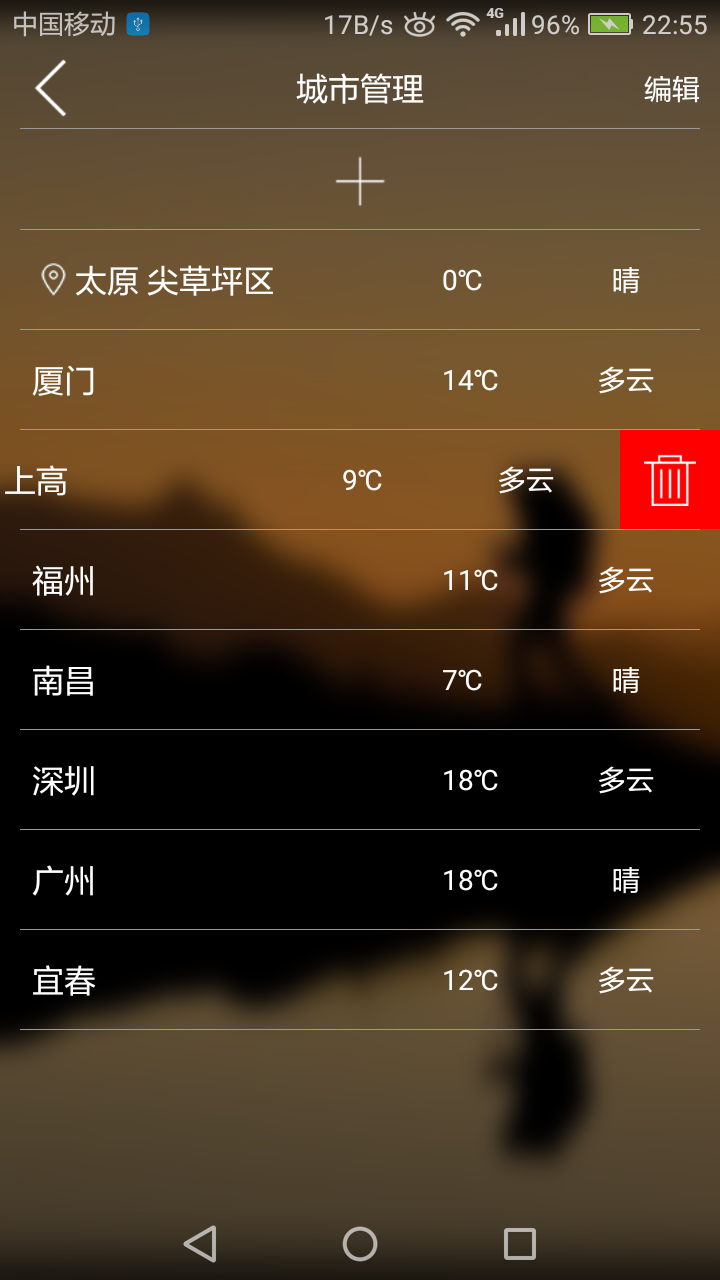 中国移动 17B/s 4G 96% 22:55
城市管理 编辑
太原 尖草坪区 0℃ 晴
厦门 14℃ 多云
上高 9℃ 多云
福州 11℃ 多云
南昌 7℃ 晴
深圳 18℃ 多云
广州 18℃ 晴
宜春 12℃ 多云